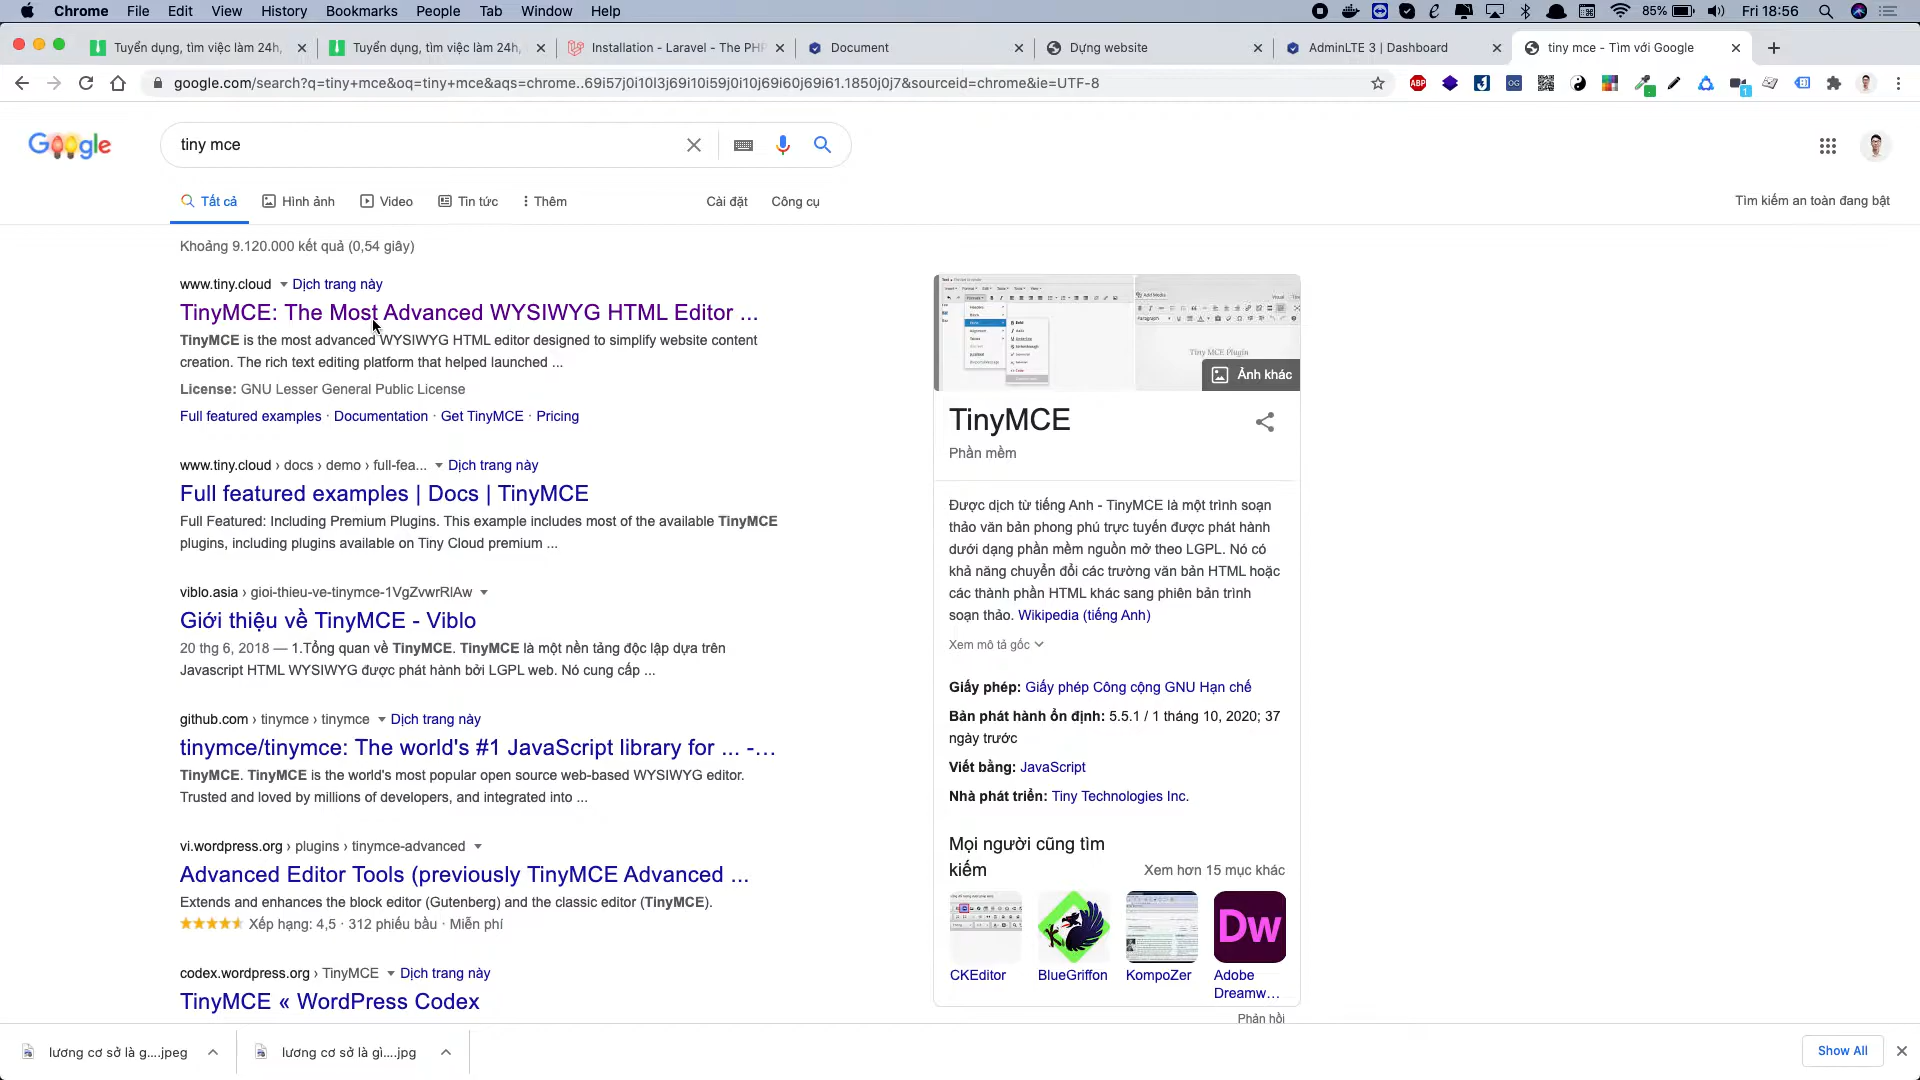 Chrome File Edit View History Bookmarks People Tab Window Help 85% Fri 18:56
Tuyển dụng, tìm việc làm 24h, Tuyển dụng, tìm việc làm 24h, Installation - Laravel - The PHP Document Dựng website AdminLTE 3 | Dashboard tiny mce - Tìm với Google
google.com/search?q=tiny+mce&oq=tiny+mce&aqs=chrome..69i57j0i10l3j69i10i59j0i10j69i60j69i61.1850j0j7&sourceid=chrome&ie=UTF-8
Google tiny mce
Tất cả Hình ảnh Video Tin tức Thêm Cài đặt Công cụ Tìm kiếm an toàn đang bật
Khoảng 9.120.000 kết quả (0,54 giây)
www.tiny.cloud Dịch trang này
TinyMCE: The Most Advanced WYSIWYG HTML Editor ...
TinyMCE is the most advanced WYSIWYG HTML editor designed to simplify website content
creation. The rich text editing platform that helped launched ...
License: GNU Lesser General Public License
Full featured examples · Documentation · Get TinyMCE · Pricing
www.tiny.cloud › docs › demo › full-fea... Dịch trang này
Full featured examples | Docs | TinyMCE
Full Featured: Including Premium Plugins. This example includes most of the available TinyMCE
plugins, including plugins available on Tiny Cloud premium ...
viblo.asia › gioi-thieu-ve-tinymce-1VgZvwrRlAw
Giới thiệu về TinyMCE - Viblo
20 thg 6, 2018 — 1.Tổng quan về TinyMCE. TinyMCE là một nền tảng độc lập dựa trên
Javascript HTML WYSIWYG được phát hành bởi LGPL web. Nó cung cấp ...
github.com › tinymce › tinymce Dịch trang này
tinymce/tinymce: The world's #1 JavaScript library for ... -...
TinyMCE. TinyMCE is the world's most popular open source web-based WYSIWYG editor.
Trusted and loved by millions of developers, and integrated into ...
vi.wordpress.org › plugins › tinymce-advanced
Advanced Editor Tools (previously TinyMCE Advanced ...
Extends and enhances the block editor (Gutenberg) and the classic editor (TinyMCE).
Xếp hạng: 4,5 · 312 phiếu bầu · Miễn phí
codex.wordpress.org › TinyMCE Dịch trang này
TinyMCE « WordPress Codex
Add Media
Tiny MCE Plugin
Ảnh khác
TinyMCE
Phần mềm
Được dịch từ tiếng Anh - TinyMCE là một trình soạn
thảo văn bản phong phú trực tuyến được phát hành
dưới dạng phần mềm nguồn mở theo LGPL. Nó có
khả năng chuyển đổi các trường văn bản HTML hoặc
các thành phần HTML khác sang phiên bản trình
soạn thảo. Wikipedia (tiếng Anh)
Xem mô tả gốc
Giấy phép: Giấy phép Công cộng GNU Hạn chế
Bản phát hành ổn định: 5.5.1 / 1 tháng 10, 2020; 37
ngày trước
Viết bằng: JavaScript
Nhà phát triển: Tiny Technologies Inc.
Mọi người cũng tìm
kiếm
Xem hơn 15 mục khác
Dw
CKEditor BlueGriffon KompoZer Adobe
Dreamw...
Phản hồi
lương cơ sở là g....jpeg lương cơ sở là gì....jpg Show All